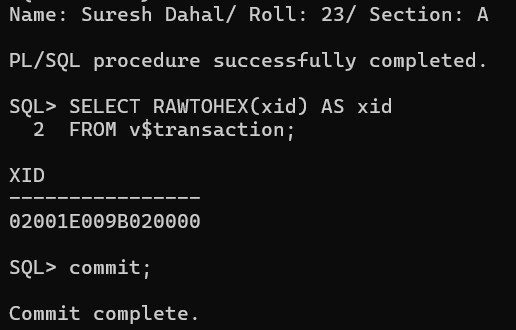 Name: Suresh Dahal/ Roll: 23/ Section: A
PL/SQL procedure successfully completed.
SQL> SELECT RAWTOHEX(xid) AS xid
2 FROM v$transaction;
XID
----------------
02001E009B020000
SQL> commit;
Commit complete.